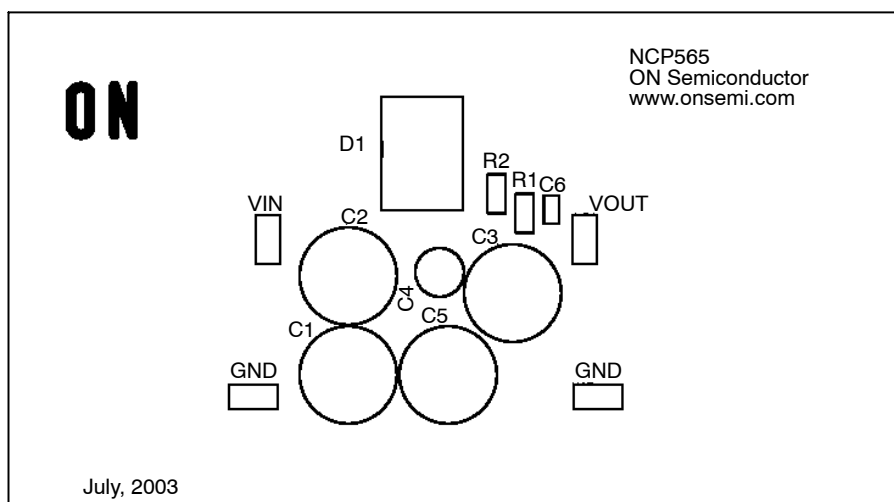 NCP565
ON Semiconductor
www.onsemi.com
ON
D1
R2
R1
C6
VIN
VOUT
C2
C3
C4
C1
C5
GND
GND
July, 2003